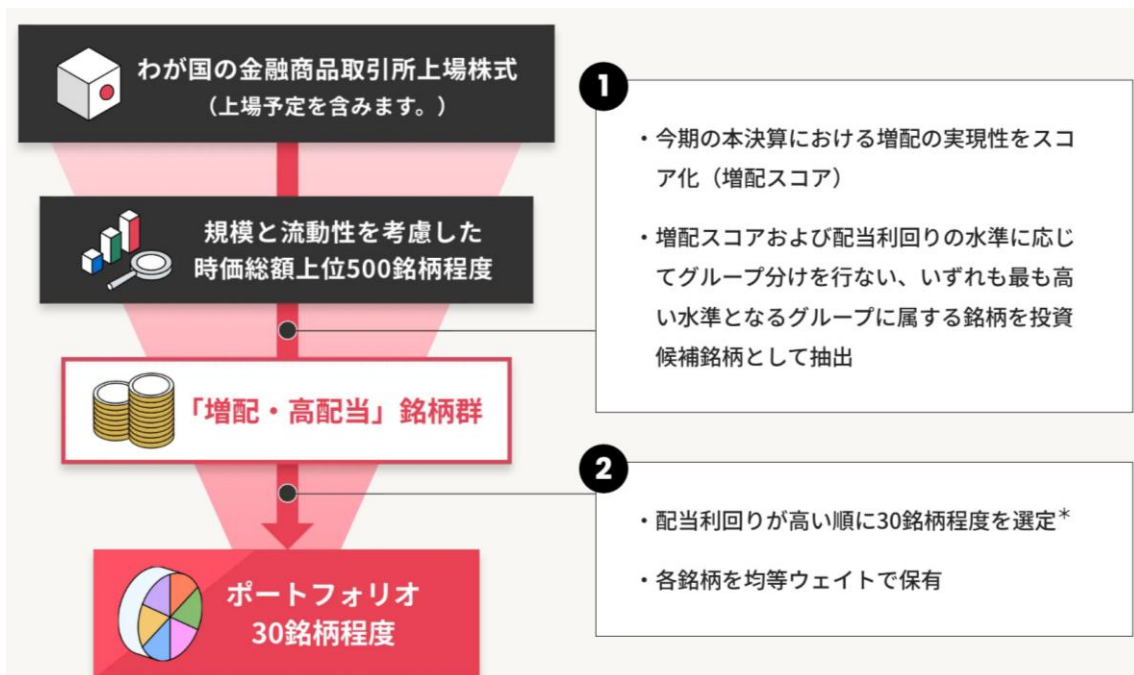 わが国の金融商品取引所上場株式
（上場予定を含みます。）
規模と流動性を考慮した
時価総額上位500銘柄程度
「増配・高配当」銘柄群
ポートフォリオ
30銘柄程度
1
・今期の本決算における増配の実現性をスコ
ア化（増配スコア）
・増配スコアおよび配当利回りの水準に応じ
てグループ分けを行ない、いずれも最も高
い水準となるグループに属する銘柄を投資
候補銘柄として抽出
2
・配当利回りが高い順に30銘柄程度を選定＊
・各銘柄を均等ウェイトで保有